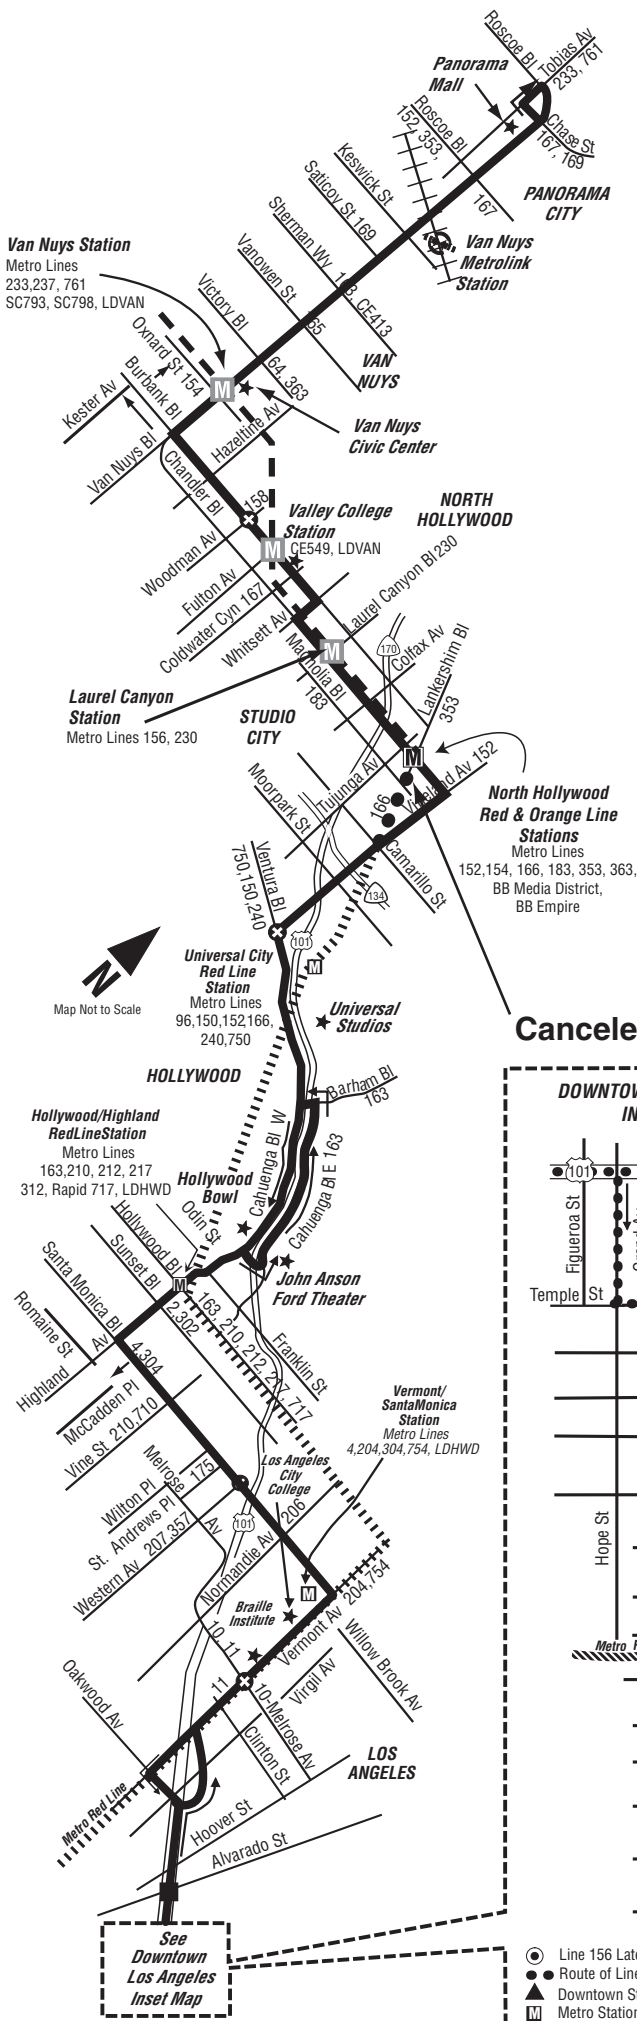 Roscoe Bl
Tobias Av
233, 761
Panorama
Mall
Roscoe Bl
152, 353,
Chase St
167, 169
Keswick St
Saticoy St 169
167
PANORAMA
CITY
Sherman Wy
CE413
Van Nuys
Metrolink
Station
Van Nuys Station
Metro Lines
233,237, 761
SC793, SC798, LDVAN
Vanowen St
Victory Bl
64, 363
VAN
NUYS
Oxnard St 154
Burbank Bl
Kester Av
Van Nuys Bl
Hazeltine Av
Van Nuys
Civic Center
Chandler Bl
158
NORTH
HOLLYWOOD
Valley College
Station
CE549, LDVAN
Woodman Av
Fulton Av
Coldwater Cyn 167
Whitsett Av
Laurel Canyon Bl 230
170
Colfax Av
Lankershim Bl
353
Magnolia Bl
183
Laurel Canyon
Station
Metro Lines 156, 230
STUDIO
CITY
Tujunga Av
Vineland Av 152
166
Moorpark St
Camarillo St
134
North Hollywood
Red & Orange Line
Stations
Metro Lines
152,154, 166, 183, 353, 363,
BB Media District,
BB Empire
Ventura Bl
750,150,240
101
N
Map Not to Scale
Universal City
Red Line
Station
Metro Lines
96,150,152,166,
240,750
Universal
Studios
Cancele
HOLLYWOOD
Barham Bl
163
Hollywood/Highland
RedLineStation
Metro Lines
163,210, 212, 217
312, Rapid 717, LDHWD
Cahuenga Bl W
Cahuenga Bl E 163
Hollywood
Bowl
Odin St
John Anson
Ford Theater
Hollywood Bl
Sunset Bl
2,302
Santa Monica Bl
4,304
Romaine St
Highland
Av
163, 210, 212, 217, 717
Franklin St
McCadden Pl
Vine St 210,710
Vermont/
SantaMonica
Station
Metro Lines
4,204,304,754, LDHWD
Melrose
Av
Wilton Pl
175
St. Andrews Pl
Western Av 207,357
Los Angeles
City
College
206
101
Normandie Av
Braille
Institute
10, 11
Vermont Av
204,754
Willow Brook Av
Virgil Av
Oakwood Av
11
10-Melrose Av
Clinton St
LOS
ANGELES
Metro Red Line
Hoover St
Alvarado St
See
Downtown
Los Angeles
Inset Map
DOWNTOW
IN
101
Figueroa St
Grand Av
Temple St
Hope St
Metro R
Line 156 Late
Route of Line
Downtown St
M Metro Station